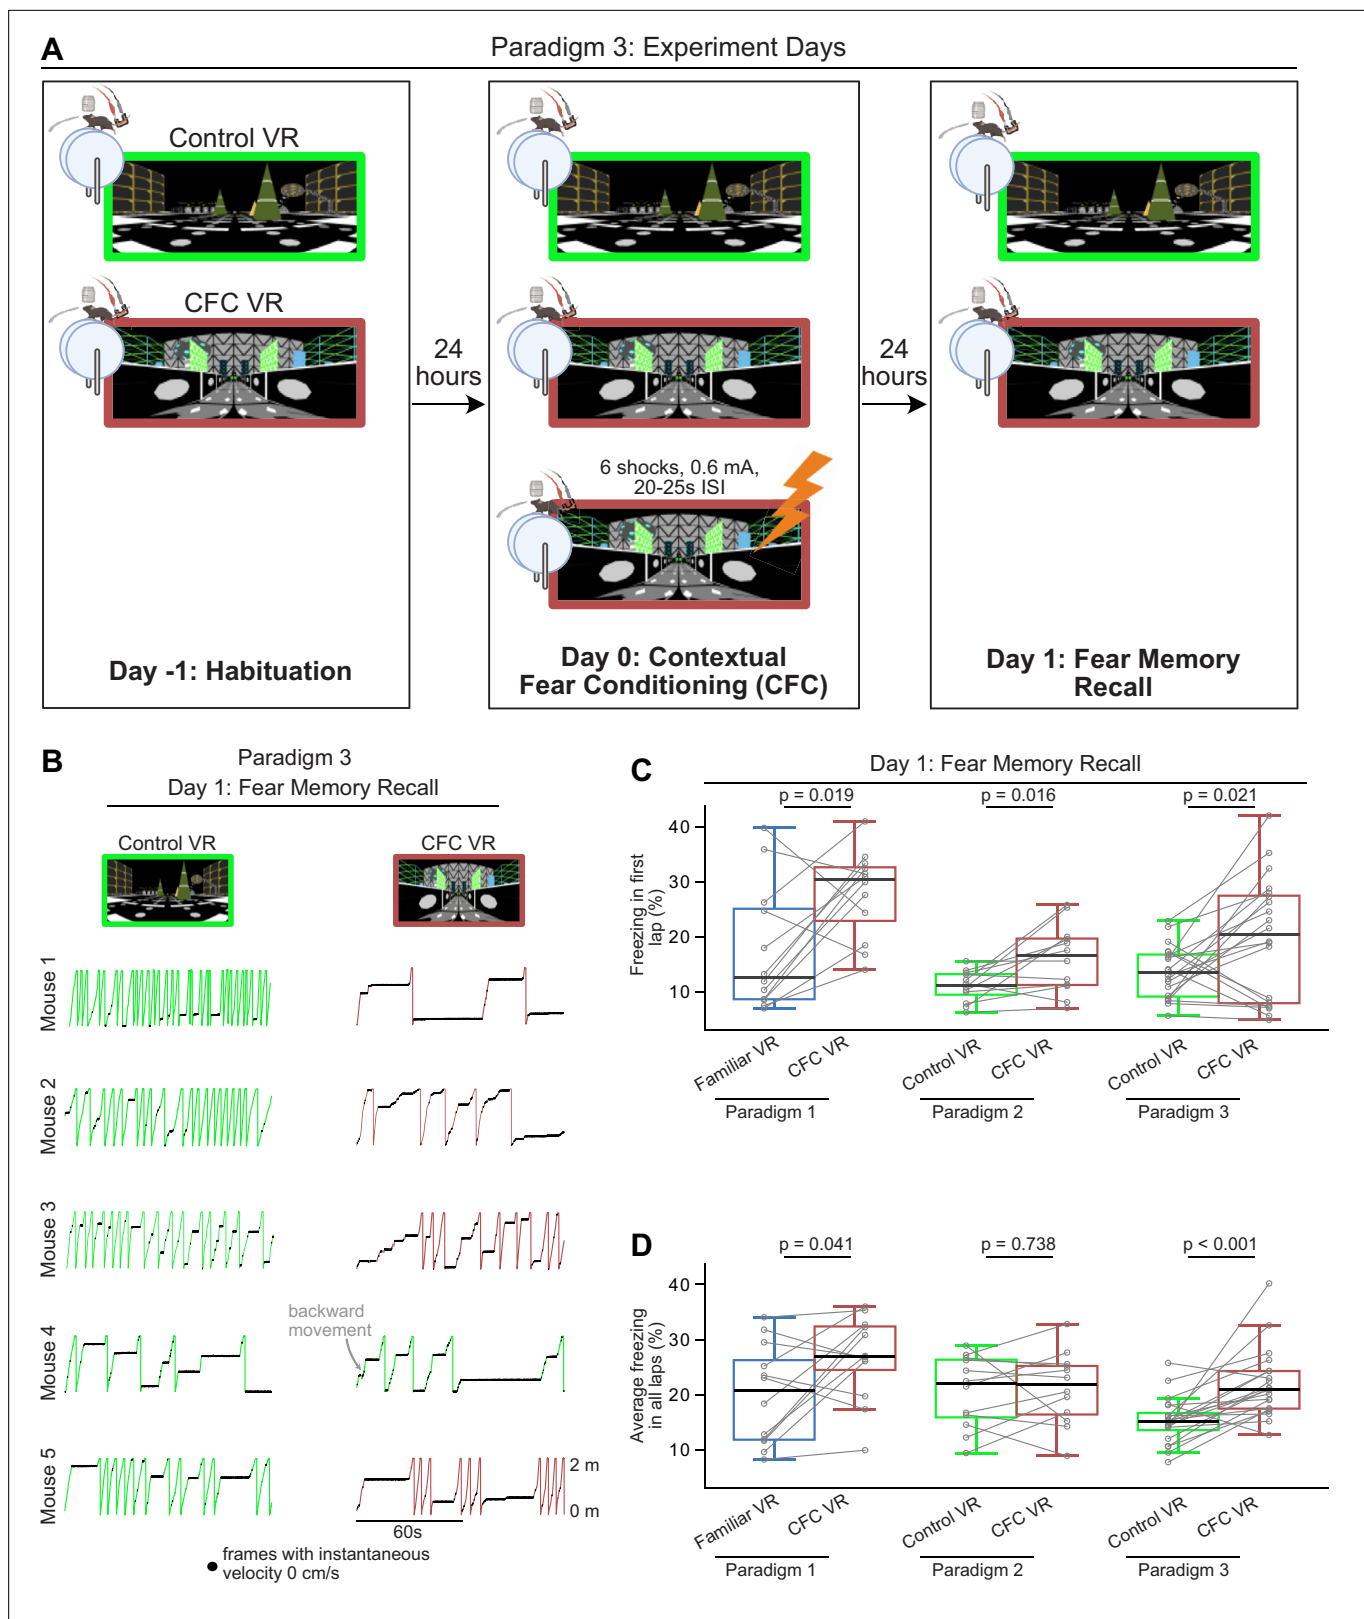 A
Paradigm 3: Experiment Days
Control VR
CFC VR
24
hours
6 shocks, 0.6 mA,
20-25s ISI
24
hours
Day -1: Habituation
Day 0: Contextual
Fear Conditioning (CFC)
Day 1: Fear Memory
Recall
B
Paradigm 3
Day 1: Fear Memory Recall
Control VR
CFC VR
Mouse 1
Mouse 2
Mouse 3
Mouse 4
backward
movement
Mouse 5
2 m
0 m
60s
frames with instantaneous
velocity 0 cm/s
C
Day 1: Fear Memory Recall
p = 0.019
p = 0.016
p = 0.021
Freezing in first
lap (%)
40
30
20
10
Familiar VR
CFC VR
Control VR
CFC VR
Control VR
CFC VR
Paradigm 1
Paradigm 2
Paradigm 3
D
p = 0.041
p = 0.738
p < 0.001
Average freezing
in all laps (%)
40
30
20
10
Familiar VR
CFC VR
Control VR
CFC VR
Control VR
CFC VR
Paradigm 1
Paradigm 2
Paradigm 3